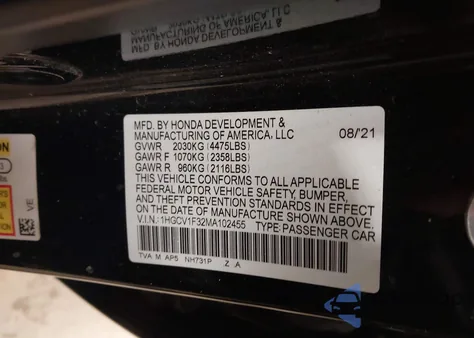 MFD. BY HONDA DEVELOPMENT &
MANUFACTURING OF AMERICA, LLC 08/'21
GVWR 2030KG (4475LBS)
GAWR F 1070KG (2358LBS)
GAWR R 960KG (2116LBS)
THIS VEHICLE CONFORMS TO ALL APPLICABLE
FEDERAL MOTOR VEHICLE SAFETY, BUMPER,
AND THEFT PREVENTION STANDARDS IN EFFECT
ON THE DATE OF MANUFACTURE SHOWN ABOVE.
V.I.N.: 1HGCV1F32MA102455 TYPE: PASSENGER CAR
TVA M AP5 NH731P Z A